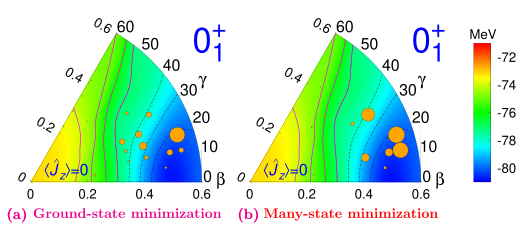 0.6 60 50 40 30 20 10 0 0₁⁺ γ
0.4
0.2
0 ⟨Ĵz⟩=0
0 0.2 0.4 0.6 β
(a) Ground-state minimization
0.6 60 50 40 30 20 10 0 0₁⁺ γ
0.4
0.2
0 ⟨Ĵz⟩=0
0 0.2 0.4 0.6 β
(b) Many-state minimization
MeV
-72
-74
-76
-78
-80